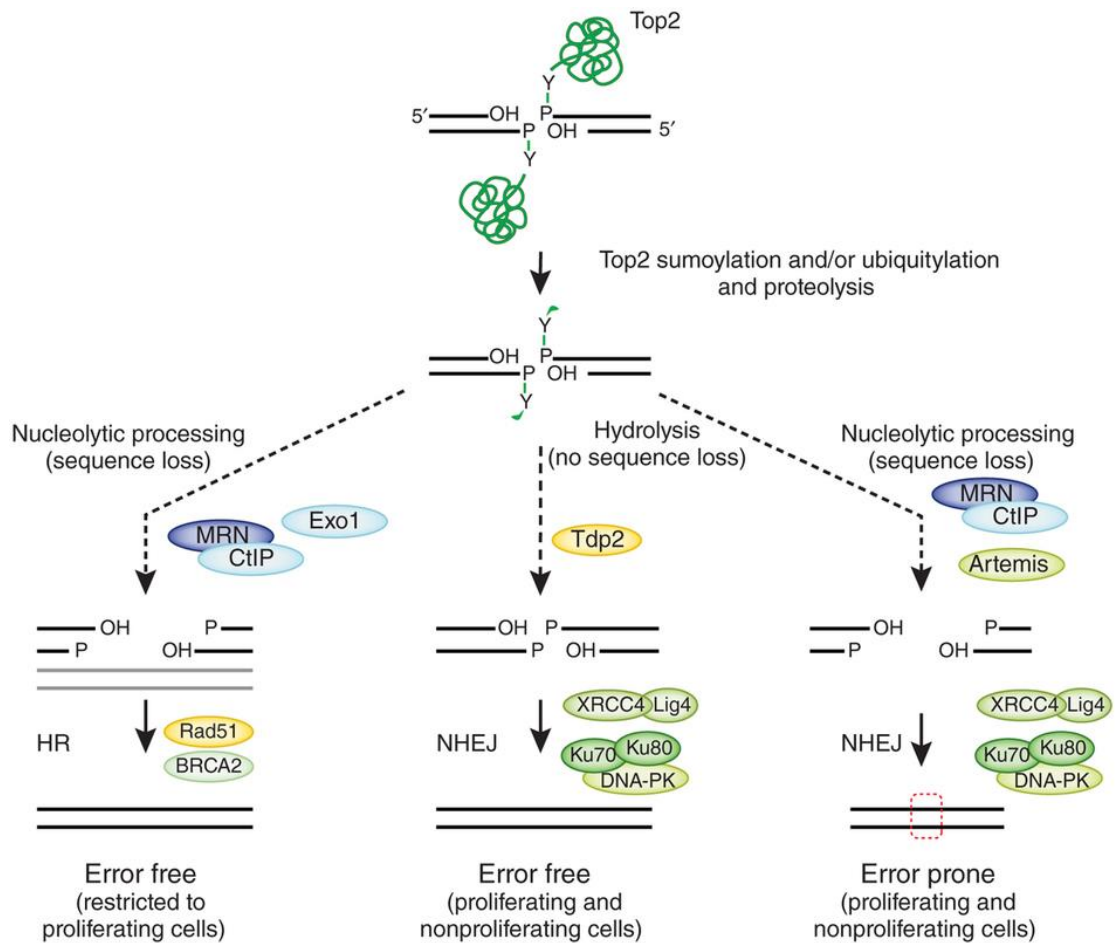 Top2
Y
5′ OH P
P OH 5′
Y
Top2 sumoylation and/or ubiquitylation
and proteolysis
Y
OH P
P OH
Y
Nucleolytic processing
(sequence loss)
Hydrolysis
(no sequence loss)
Nucleolytic processing
(sequence loss)
MRN
CtIP
Exo1
Tdp2
MRN
CtIP
Artemis
OH P
P OH
OH P
P OH
OH P
P OH
HR
Rad51
BRCA2
NHEJ
XRCC4 Lig4
Ku70 Ku80
DNA-PK
NHEJ
XRCC4 Lig4
Ku70 Ku80
DNA-PK
Error free
(restricted to
proliferating cells)
Error free
(proliferating and
nonproliferating cells)
Error prone
(proliferating and
nonproliferating cells)